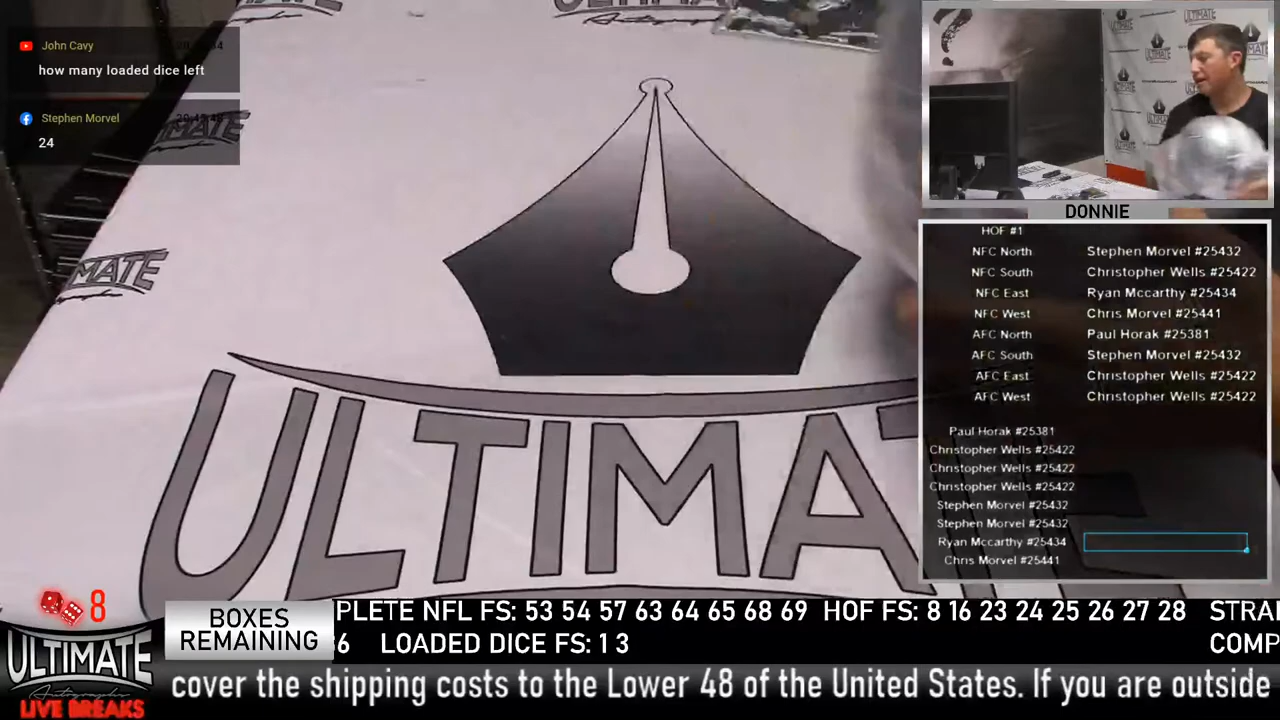 John Cavy
how many loaded dice left
Stephen Morvel
24
MATE
ULTIMATE
DONNIE
HOF #1
NFC North Stephen Morvel #25432
NFC South Christopher Wells #25422
NFC East Ryan Mccarthy #25434
NFC West Chris Morvel #25441
AFC North Paul Horak #25381
AFC South Stephen Morvel #25432
AFC East Christopher Wells #25422
AFC West Christopher Wells #25422
Paul Horak #25381
Christopher Wells #25422
Christopher Wells #25422
Christopher Wells #25422
Stephen Morvel #25432
Stephen Morvel #25432
Ryan Mccarthy #25434
Chris Morvel #25441
ULTIMAT
8
ULTIMATE
Autographs
LIVE BREAKS
BOXES
REMAINING
PLETE NFL FS: 53 54 57 63 64 65 68 69 HOF FS: 8 16 23 24 25 26 27 28 STRA
6 LOADED DICE FS: 1 3 COMP
cover the shipping costs to the Lower 48 of the United States. If you are outside